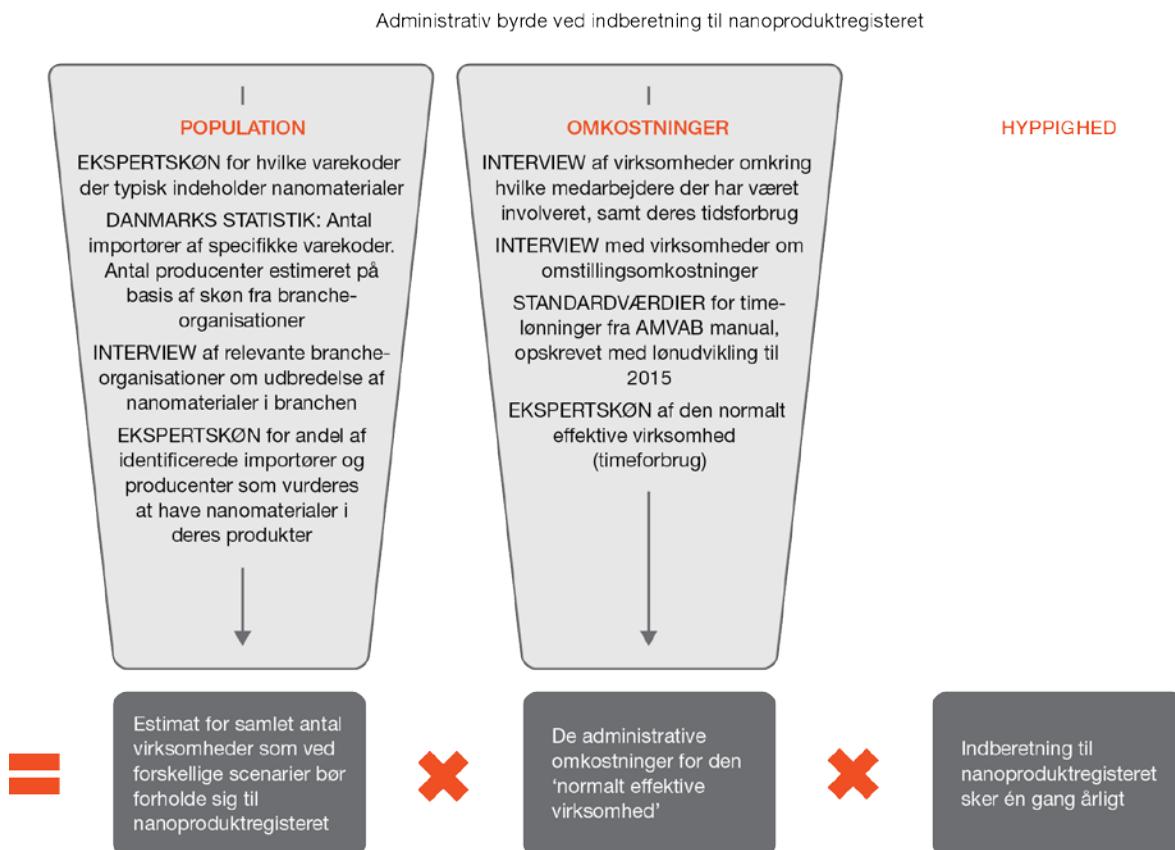 Administrativ byrde ved indberetning til nanoproduktregisteret
POPULATION
EKSPERTSKØN for hvilke varekoder
der typisk indeholder nanomaterialer
DANMARKS STATISTIK: Antal
importører af specifikke varekoder.
Antal producenter estimeret på
basis af skøn fra branche-
organisationer
INTERVIEW af relevante branche-
organisationer om udbredelse af
nanomaterialer i branchen
EKSPERTSKØN for andel af
identificerede importører og
producenter som vurderes
at have nanomaterialer i
deres produkter
OMKOSTNINGER
INTERVIEW af virksomheder omkring
hvilke medarbejdere der har været
involveret, samt deres tidsforbrug
INTERVIEW med virksomheder om
omstillingsomkostninger
STANDARDVÆRDIER for time-
lønninger fra AMVAB manual,
opskrevet med lønudvikling til
2015
EKSPERTSKØN af den normalt
effektive virksomhed
(timeforbrug)
HYPPIGHED
Estimat for samlet antal
virksomheder som ved
forskellige scenarier bør
forholde sig til
nanoproduktregisteret
De administrative
omkostninger for den
‘normalt effektive
virksomhed’
Indberetning til
nanoproduktregisteret
sker én gang årligt